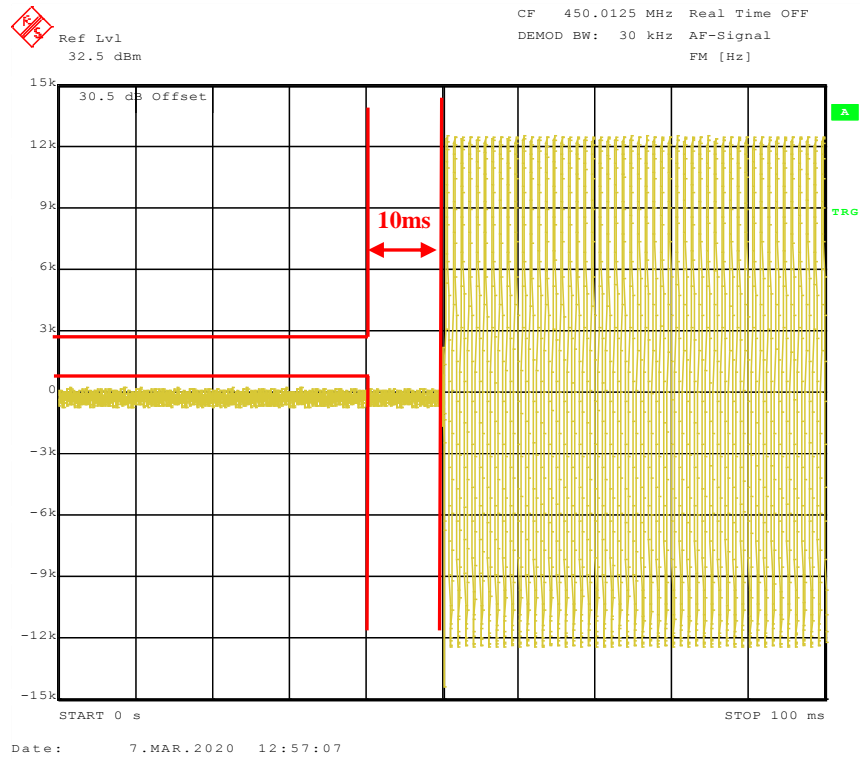 R S
CF 450.0125 MHz Real Time OFF
Ref Lvl DEMOD BW: 30 kHz AF-Signal
32.5 dBm FM [Hz]
15k
30.5 dB Offset
A
12k
9k
TRG
10ms
6k
3k
0
-3k
-6k
-9k
-12k
-15k
START 0 s STOP 100 ms
Date: 7.MAR.2020 12:57:07